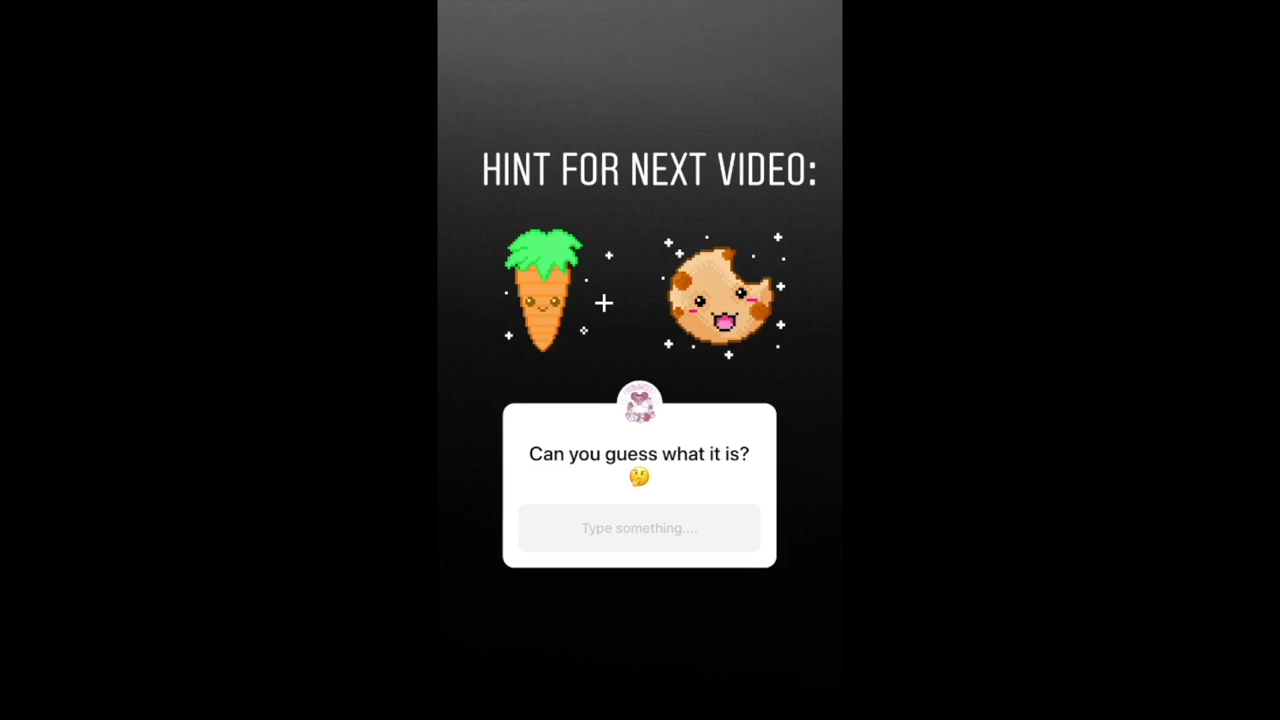 HINT FOR NEXT VIDEO:
Can you guess what it is?
🤔
Type something....